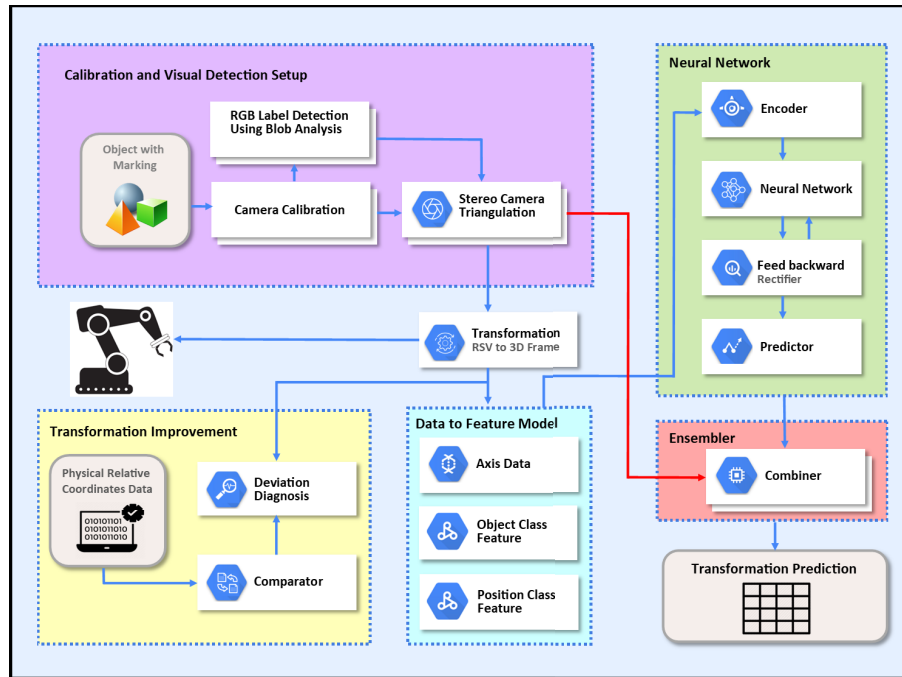 Calibration and Visual Detection Setup
RGB Label Detection
Using Blob Analysis
Object with
Marking
Camera Calibration
Stereo Camera
Triangulation
Transformation
RSV to 3D Frame
Neural Network
Encoder
Neural Network
Feed backward
Rectifier
Predictor
Transformation Improvement
Physical Relative
Coordinates Data
010101101
0101011010
0101011010
Deviation
Diagnosis
Comparator
Data to Feature Model
Axis Data
Object Class
Feature
Position Class
Feature
Ensembler
Combiner
Transformation Prediction